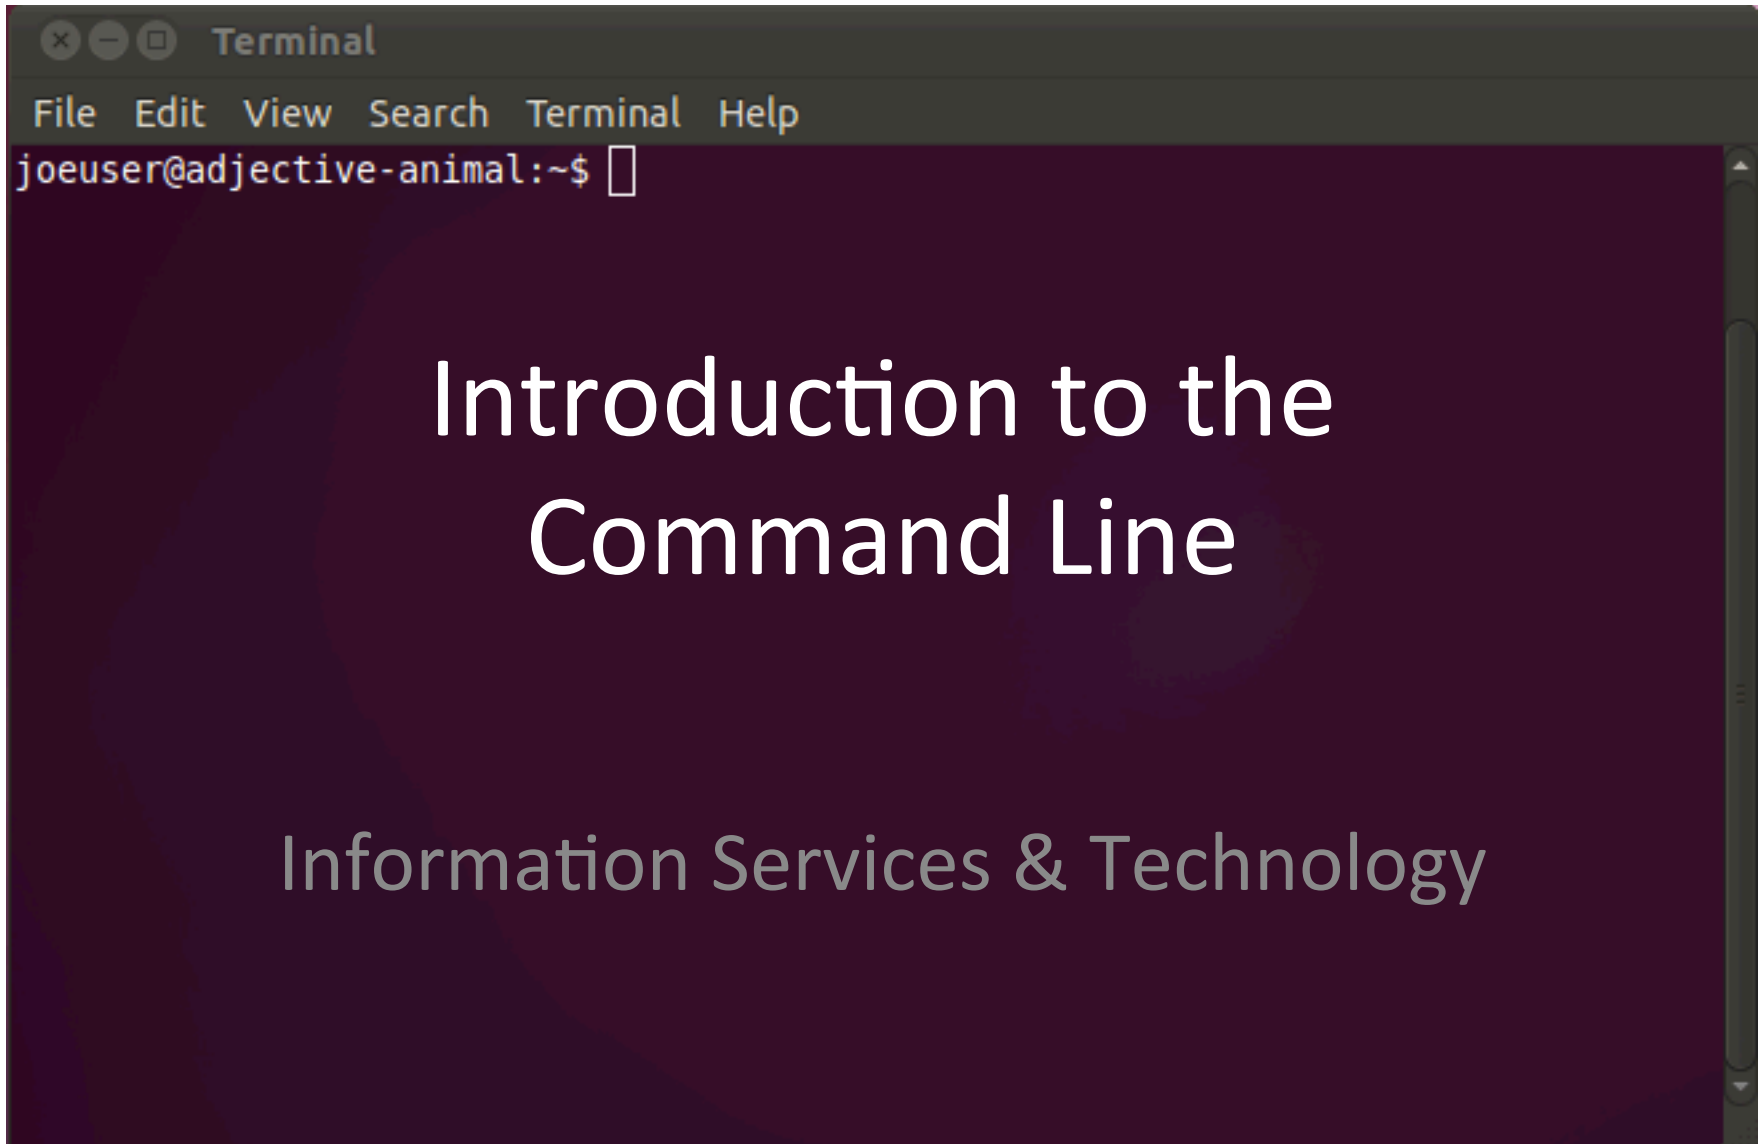 Terminal
File Edit View Search Terminal Help
joeuser@adjective-animal:~$
Introduction to the
Command Line
Information Services & Technology